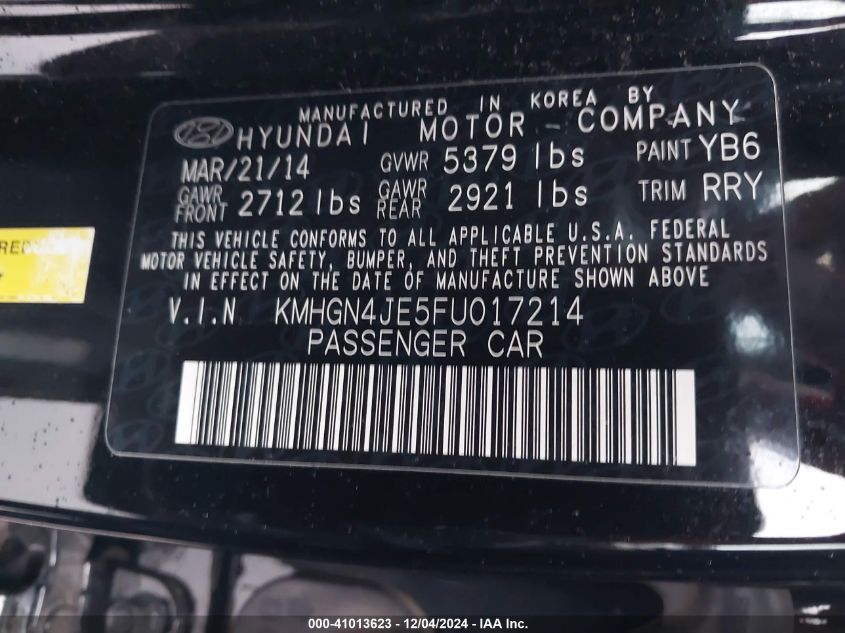 MANUFACTURED IN KOREA BY
HYUNDAI MOTOR COMPANY
MAR/21/14 GVWR 5379 lbs PAINT YB6
GAWR FRONT 2712 lbs GAWR REAR 2921 lbs TRIM RRY
THIS VEHICLE CONFORMS TO ALL APPLICABLE U.S.A. FEDERAL
MOTOR VEHICLE SAFETY, BUMPER, AND THEFT PREVENTION STANDARDS
IN EFFECT ON THE DATE OF MANUFACTURE SHOWN ABOVE
V.I.N KMHGN4JE5FU017214
PASSENGER CAR
000-41013623 - 12/04/2024 - IAA Inc.